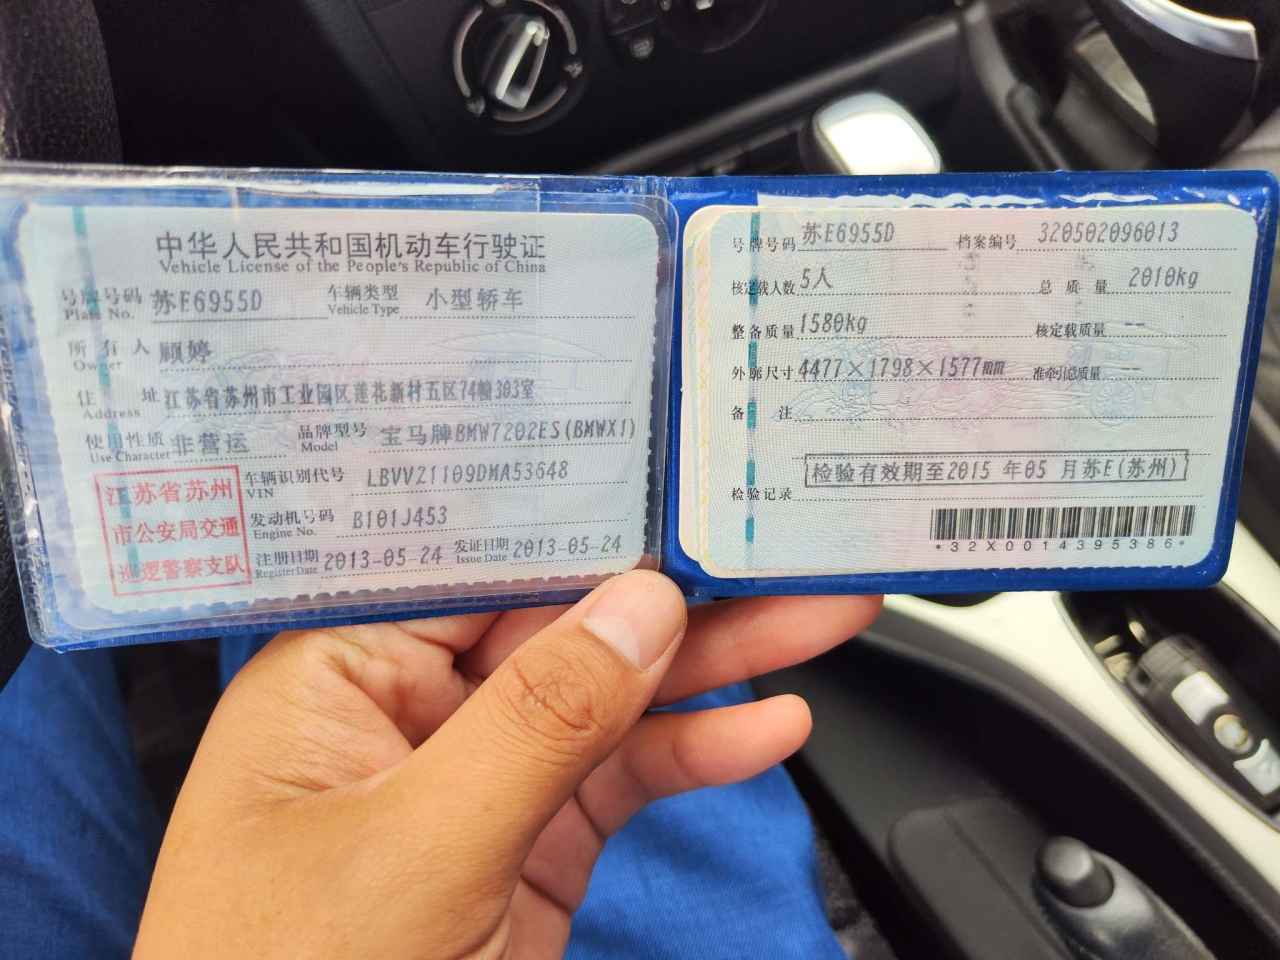 中华人民共和国机动车行驶证
Vehicle License of the People's Republic of China
号牌号码 苏E6955D 车辆类型 小型轿车
Plate No. Vehicle Type
所有人 顾婷
Owner
住址 江苏省苏州市工业园区莲花新村五区74幢303室
Address
使用性质 非营运 品牌型号 宝马牌BMW7202ES(BMWX1)
Use Character Model
江苏省苏州
市公安局交通
巡逻警察支队
车辆识别代号 LBVVZ1109DMA53648
VIN
发动机号码 B101J453
Engine No.
注册日期 2013-05-24 发证日期 2013-05-24
Register Date Issue Date
号牌号码 苏E6955D 档案编号 320502096013
核定载人数 5人 总质量 2010kg
整备质量 1580kg 核定载质量 --
外廓尺寸 4477×1798×1577mm 准牵引总质量 --
备注
检验有效期至2015 年05 月苏E(苏州)
检验记录
*32X0014395386*